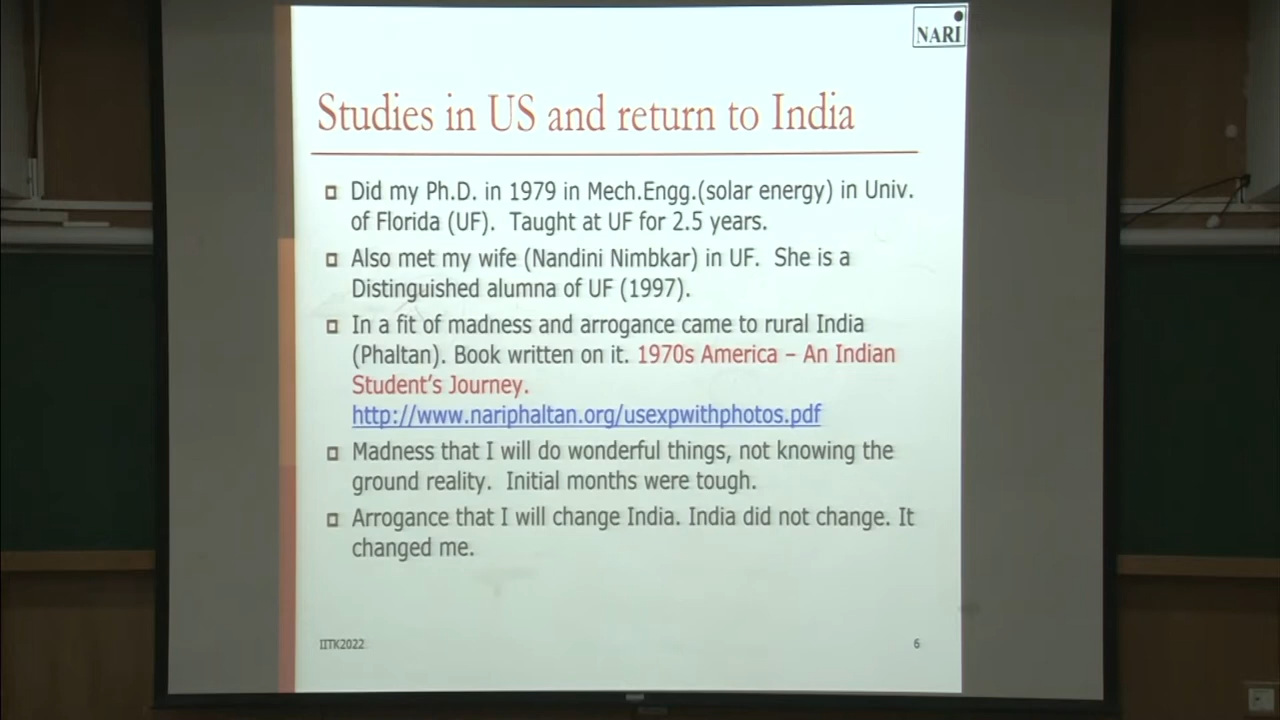 NARI
Studies in US and return to India
Did my Ph.D. in 1979 in Mech.Engg.(solar energy) in Univ.
of Florida (UF). Taught at UF for 2.5 years.
Also met my wife (Nandini Nimbkar) in UF. She is a
Distinguished alumna of UF (1997).
In a fit of madness and arrogance came to rural India
(Phaltan). Book written on it. 1970s America – An Indian
Student's Journey.
http://www.nariphaltan.org/usexpwithphotos.pdf
Madness that I will do wonderful things, not knowing the
ground reality. Initial months were tough.
Arrogance that I will change India. India did not change. It
changed me.
IITK2022
6